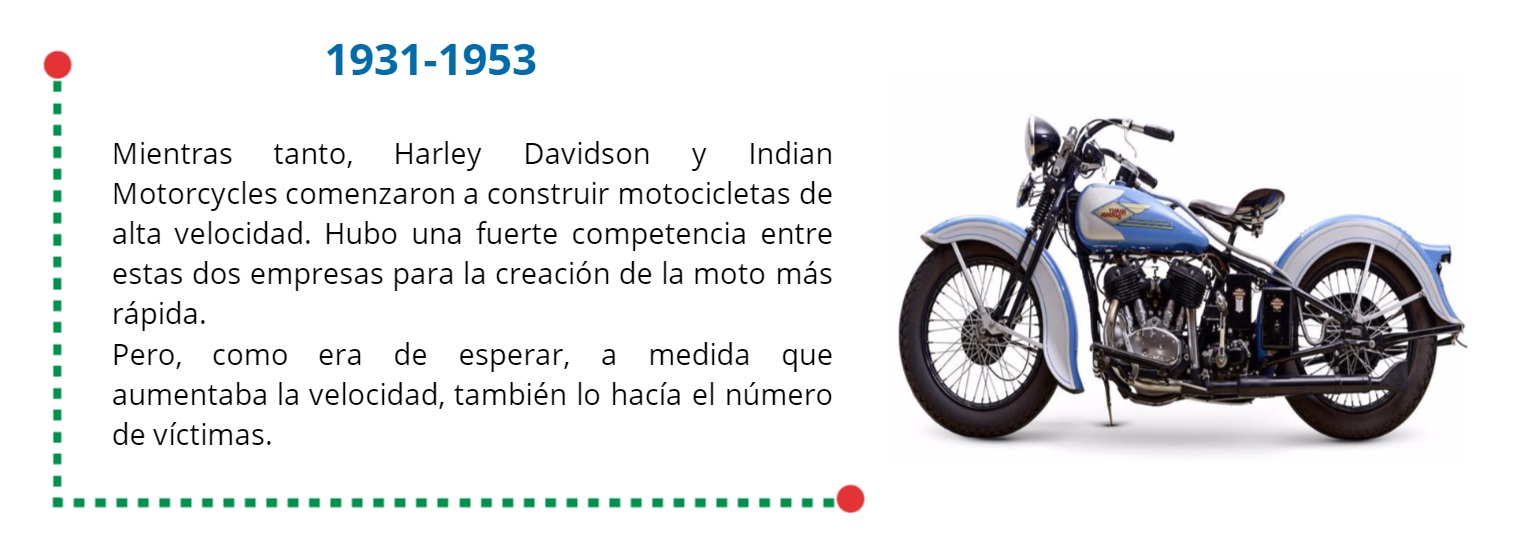 1931-1953
Mientras tanto, Harley Davidson y Indian
Motorcycles comenzaron a construir motocicletas de
alta velocidad. Hubo una fuerte competencia entre
estas dos empresas para la creación de la moto más
rápida.
Pero, como era de esperar, a medida que
aumentaba la velocidad, también lo hacía el número
de víctimas.